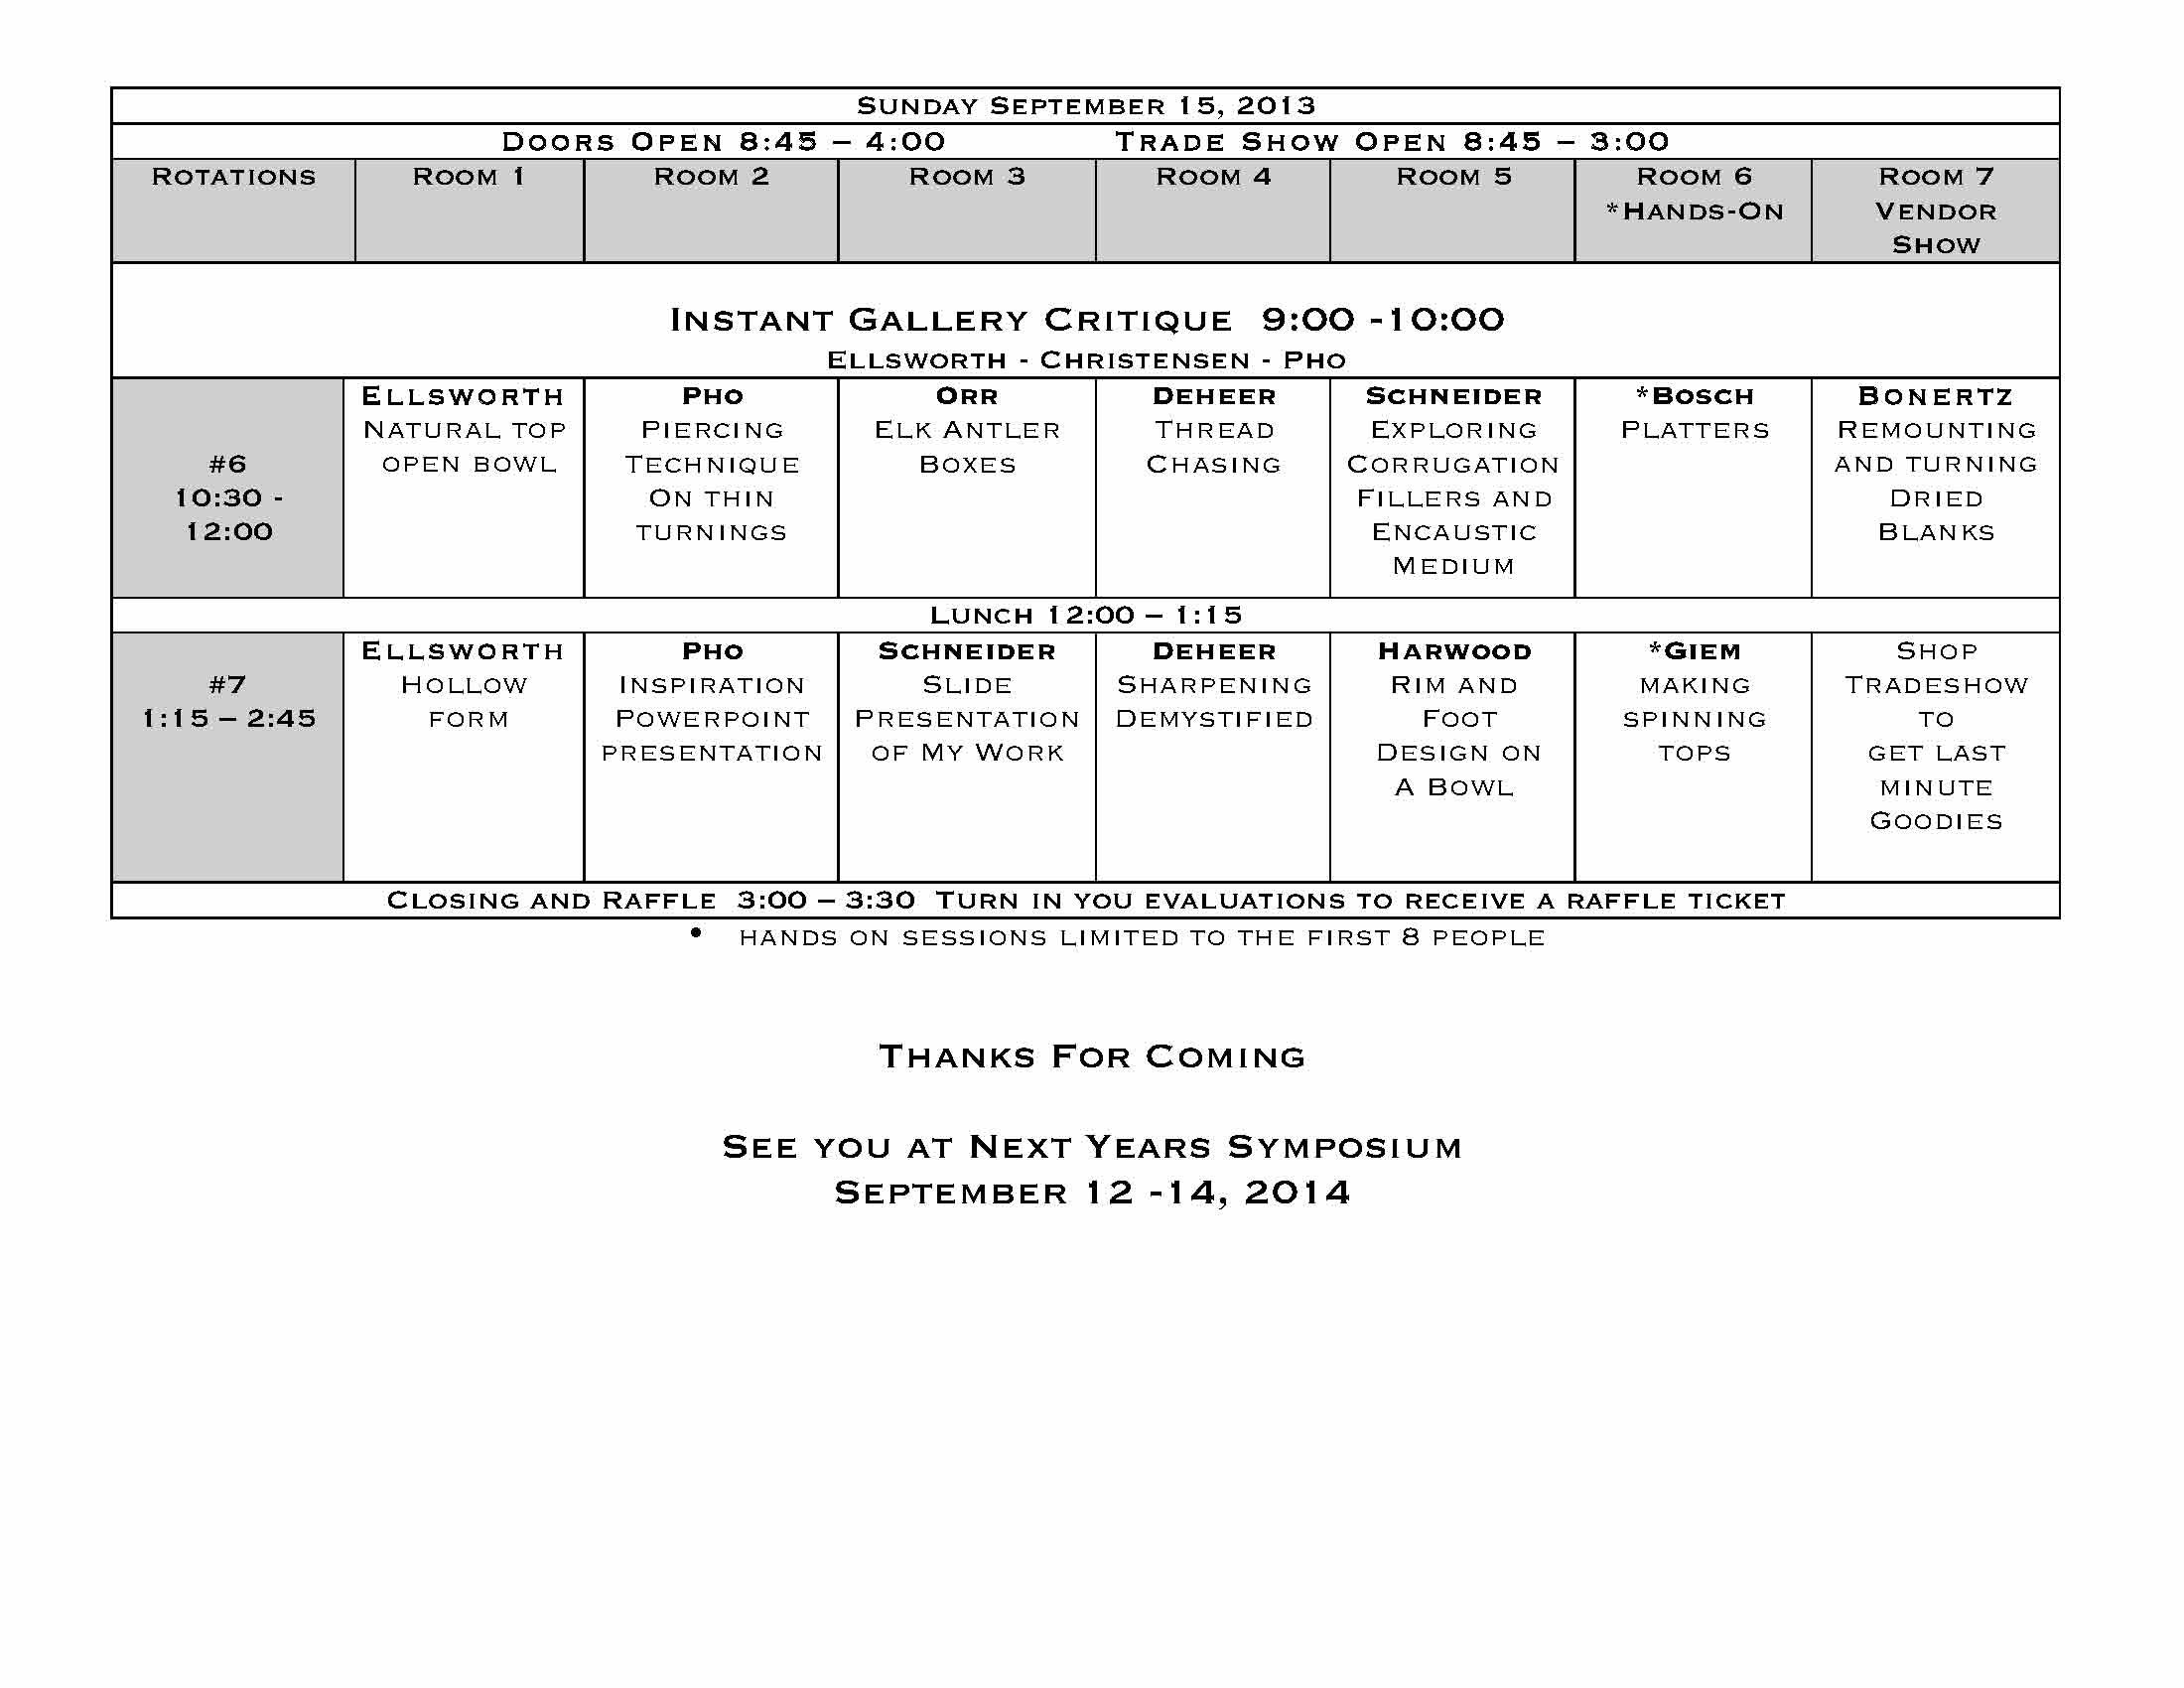 Sunday September 15, 2013
Doors Open 8:45 – 4:00 Trade Show Open 8:45 – 3:00
Rotations Room 1 Room 2 Room 3 Room 4 Room 5 Room 6 Room 7
*Hands-On Vendor
Show
Instant Gallery Critique 9:00 -10:00
Ellsworth - Christensen - Pho
#6
10:30 -
12:00
Ellsworth
Natural top
open bowl
Pho
Piercing
Technique
On thin
turnings
Orr
Elk Antler
Boxes
Deheer
Thread
Chasing
Schneider
Exploring
Corrugation
Fillers and
Encaustic
Medium
*Bosch
Platters
Bonertz
Remounting
and turning
Dried
Blanks
Lunch 12:00 – 1:15
#7
1:15 – 2:45
Ellsworth
Hollow
form
Pho
Inspiration
Powerpoint
presentation
Schneider
Slide
Presentation
of My Work
Deheer
Sharpening
Demystified
Harwood
Rim and
Foot
Design on
A Bowl
*Giem
making
spinning
tops
Shop
Tradeshow
to
get last
minute
Goodies
Closing and Raffle 3:00 – 3:30 Turn in you evaluations to receive a raffle ticket
• hands on sessions limited to the first 8 people
Thanks For Coming
See you at Next Years Symposium
September 12 -14, 2014